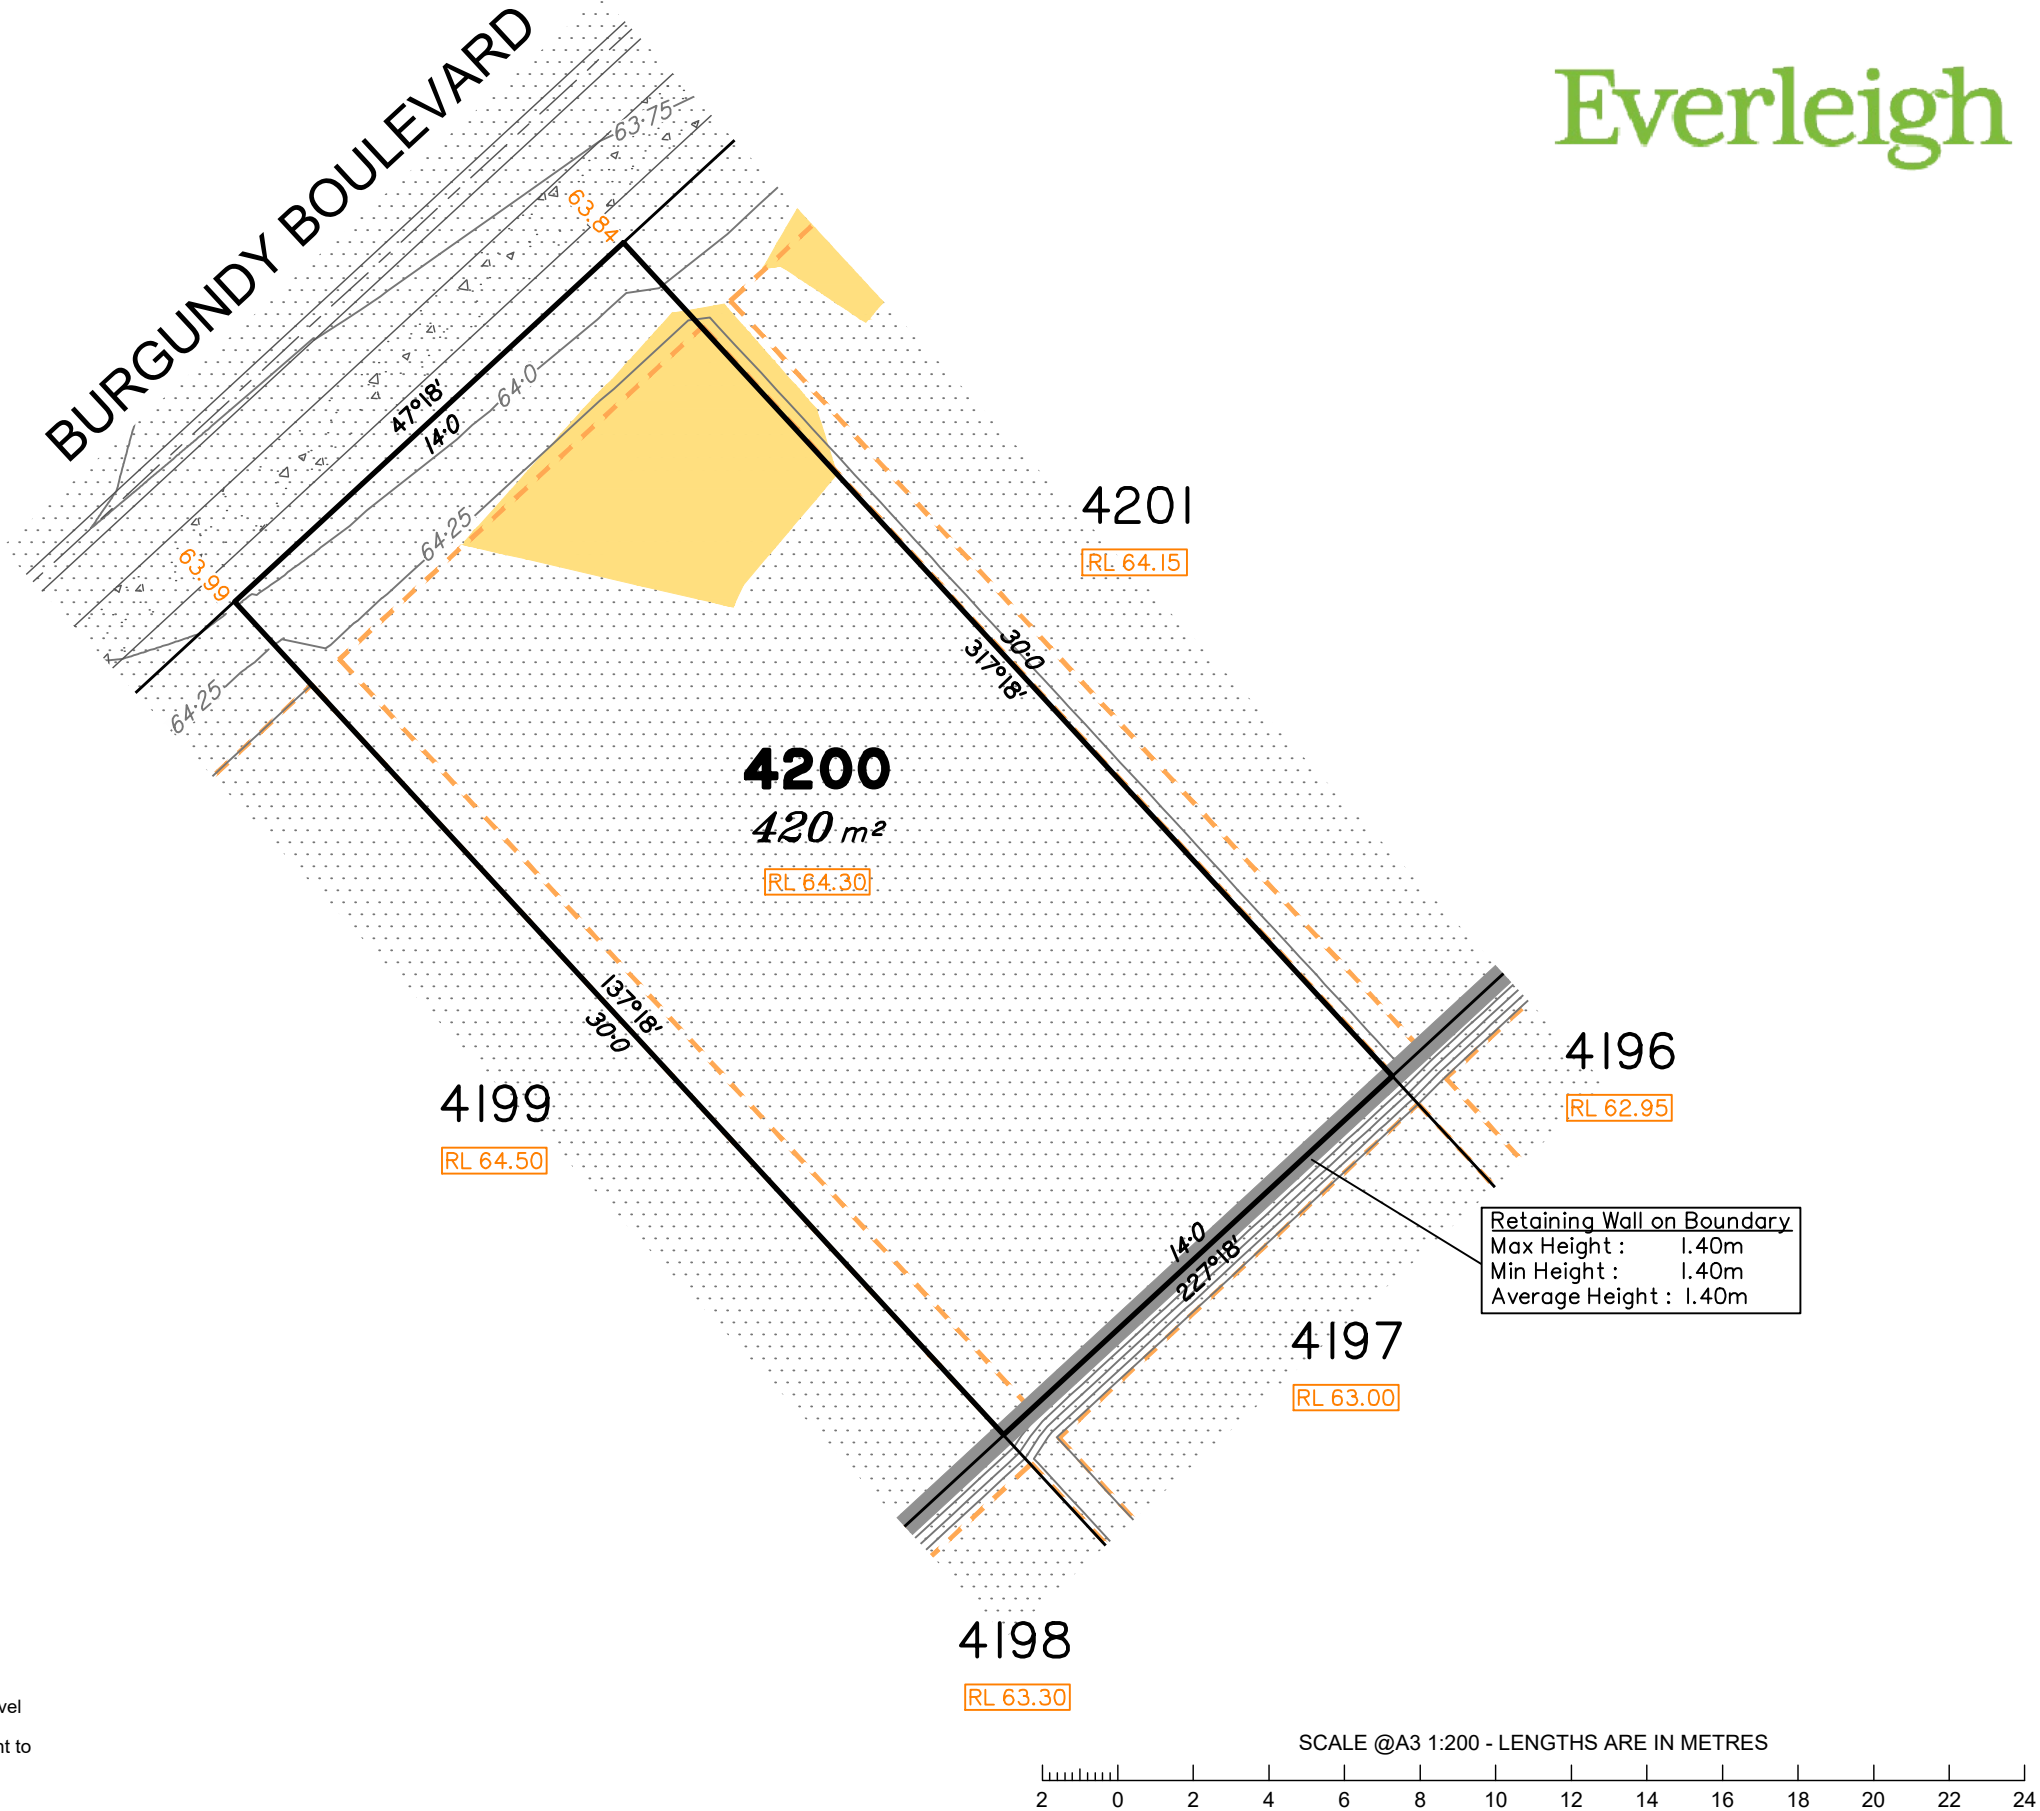 Everleigh
BURGUNDY BOULEVARD
63·75
63.84
47°18'
14·0
64·0
64·25
63.99
64·25
4201
RL 64.15
30·0
317°18'
4200
420 m²
RL 64.30
137°18'
30·0
4199
RL 64.50
4196
RL 62.95
14·0
227°18'
Retaining Wall on Boundary
Max Height : 1.40m
Min Height : 1.40m
Average Height : 1.40m
4197
RL 63.00
4198
RL 63.30
vel
nt to
SCALE @A3 1:200 - LENGTHS ARE IN METRES
2 0 2 4 6 8 10 12 14 16 18 20 22 24